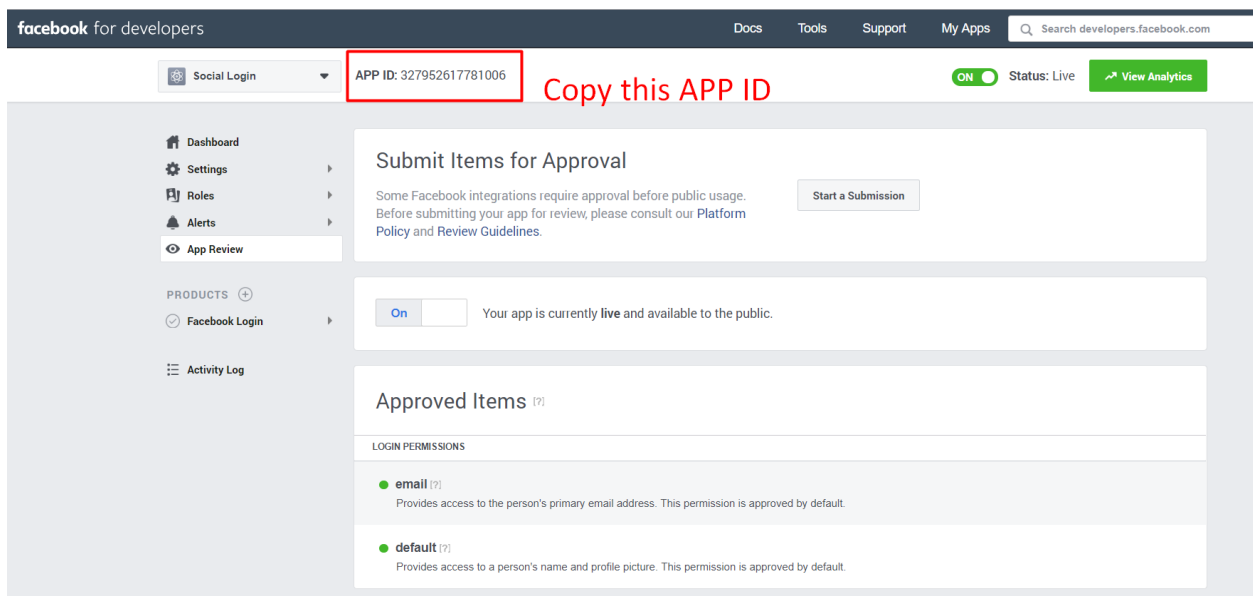 facebook for developers
Docs
Tools
Support
My Apps
Search developers.facebook.com
Social Login
APP ID: 327952617781006
Copy this APP ID
ON
Status: Live
View Analytics
Dashboard
Settings
Roles
Alerts
App Review
PRODUCTS
Facebook Login
Activity Log
Submit Items for Approval
Some Facebook integrations require approval before public usage.
Before submitting your app for review, please consult our Platform
Policy and Review Guidelines.
Start a Submission
On
Your app is currently live and available to the public.
Approved Items [?]
LOGIN PERMISSIONS
email [?]
Provides access to the person's primary email address. This permission is approved by default.
default [?]
Provides access to a person's name and profile picture. This permission is approved by default.